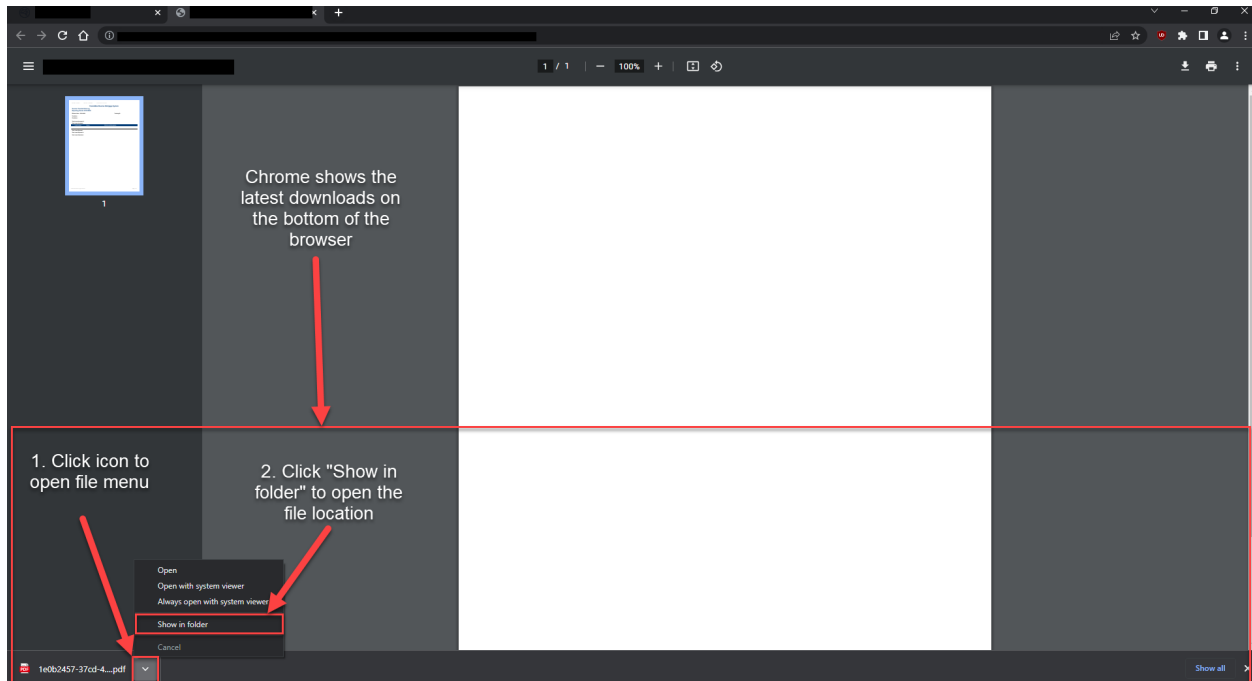 1 / 1
100%
1
Chrome shows the
latest downloads on
the bottom of the
browser
1. Click icon to
open file menu
2. Click "Show in
folder" to open the
file location
Open
Open with system viewer
Always open with system viewer
Show in folder
Cancel
PDF
1e0b2457-37cd-4....pdf
Show all